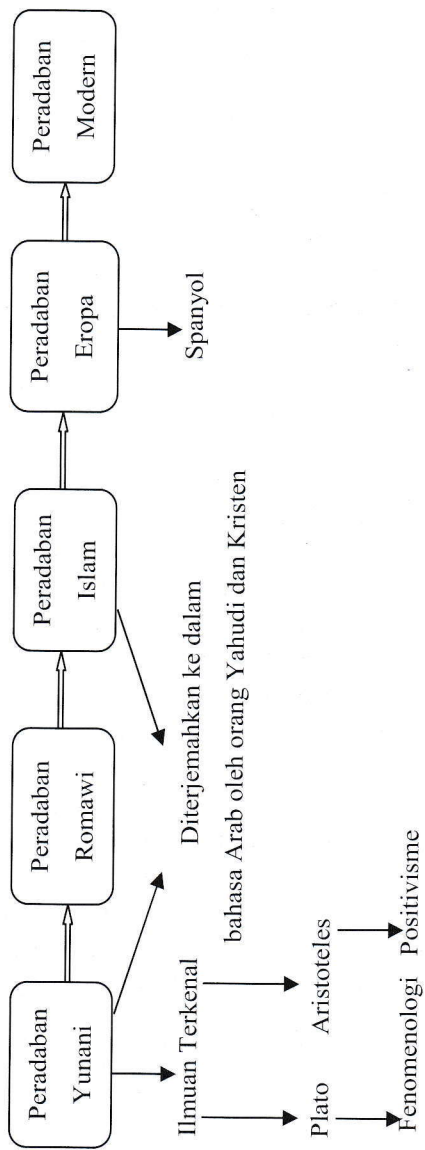 Peradaban
Yunani
Peradaban
Romawi
Peradaban
Islam
Peradaban
Eropa
Peradaban
Modern
Ilmuan Terkenal
Diterjemahkan ke dalam
bahasa Arab oleh orang Yahudi dan Kristen
Spanyol
Plato
Aristoteles
Fenomenologi
Positivisme